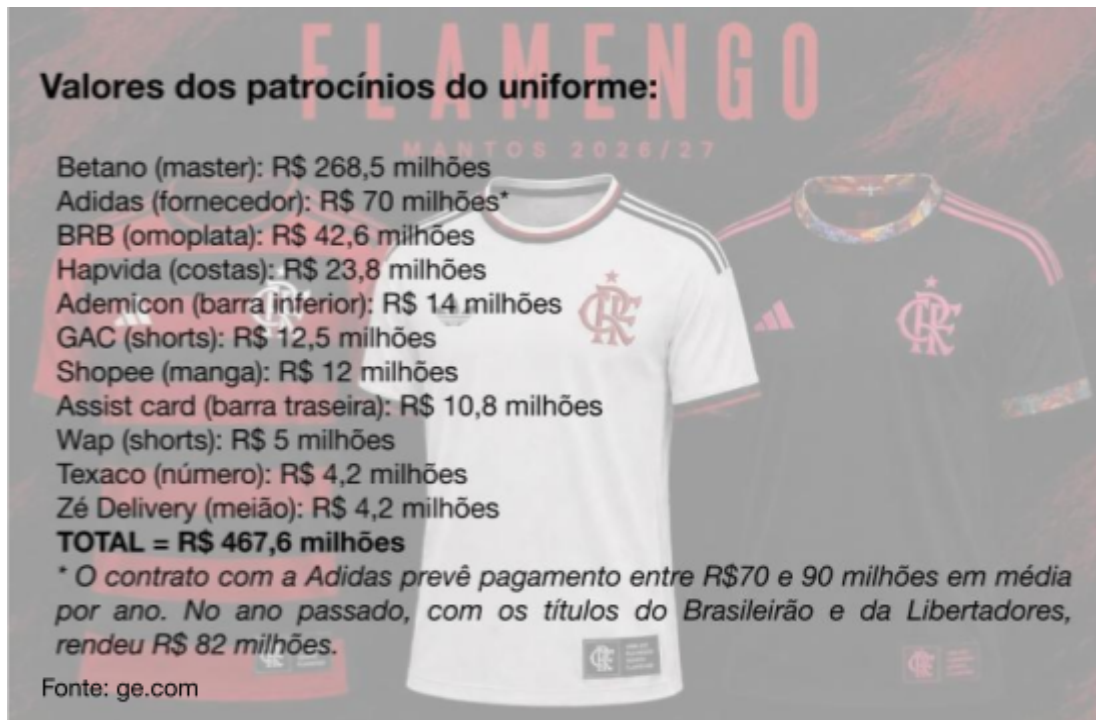 FLAMENGO
Valores dos patrocínios do uniforme:
MANTOS 2026/27
Betano (master): R$ 268,5 milhões
Adidas (fornecedor): R$ 70 milhões*
BRB (omoplata): R$ 42,6 milhões
Hapvida (costas): R$ 23,8 milhões
Ademicon (barra inferior): R$ 14 milhões
GAC (shorts): R$ 12,5 milhões
Shopee (manga): R$ 12 milhões
Assist card (barra traseira): R$ 10,8 milhões
Wap (shorts): R$ 5 milhões
Texaco (número): R$ 4,2 milhões
Zé Delivery (meião): R$ 4,2 milhões
TOTAL = R$ 467,6 milhões
* O contrato com a Adidas prevê pagamento entre R$70 e 90 milhões em média
por ano. No ano passado, com os títulos do Brasileirão e da Libertadores,
rendeu R$ 82 milhões.
Fonte: ge.com